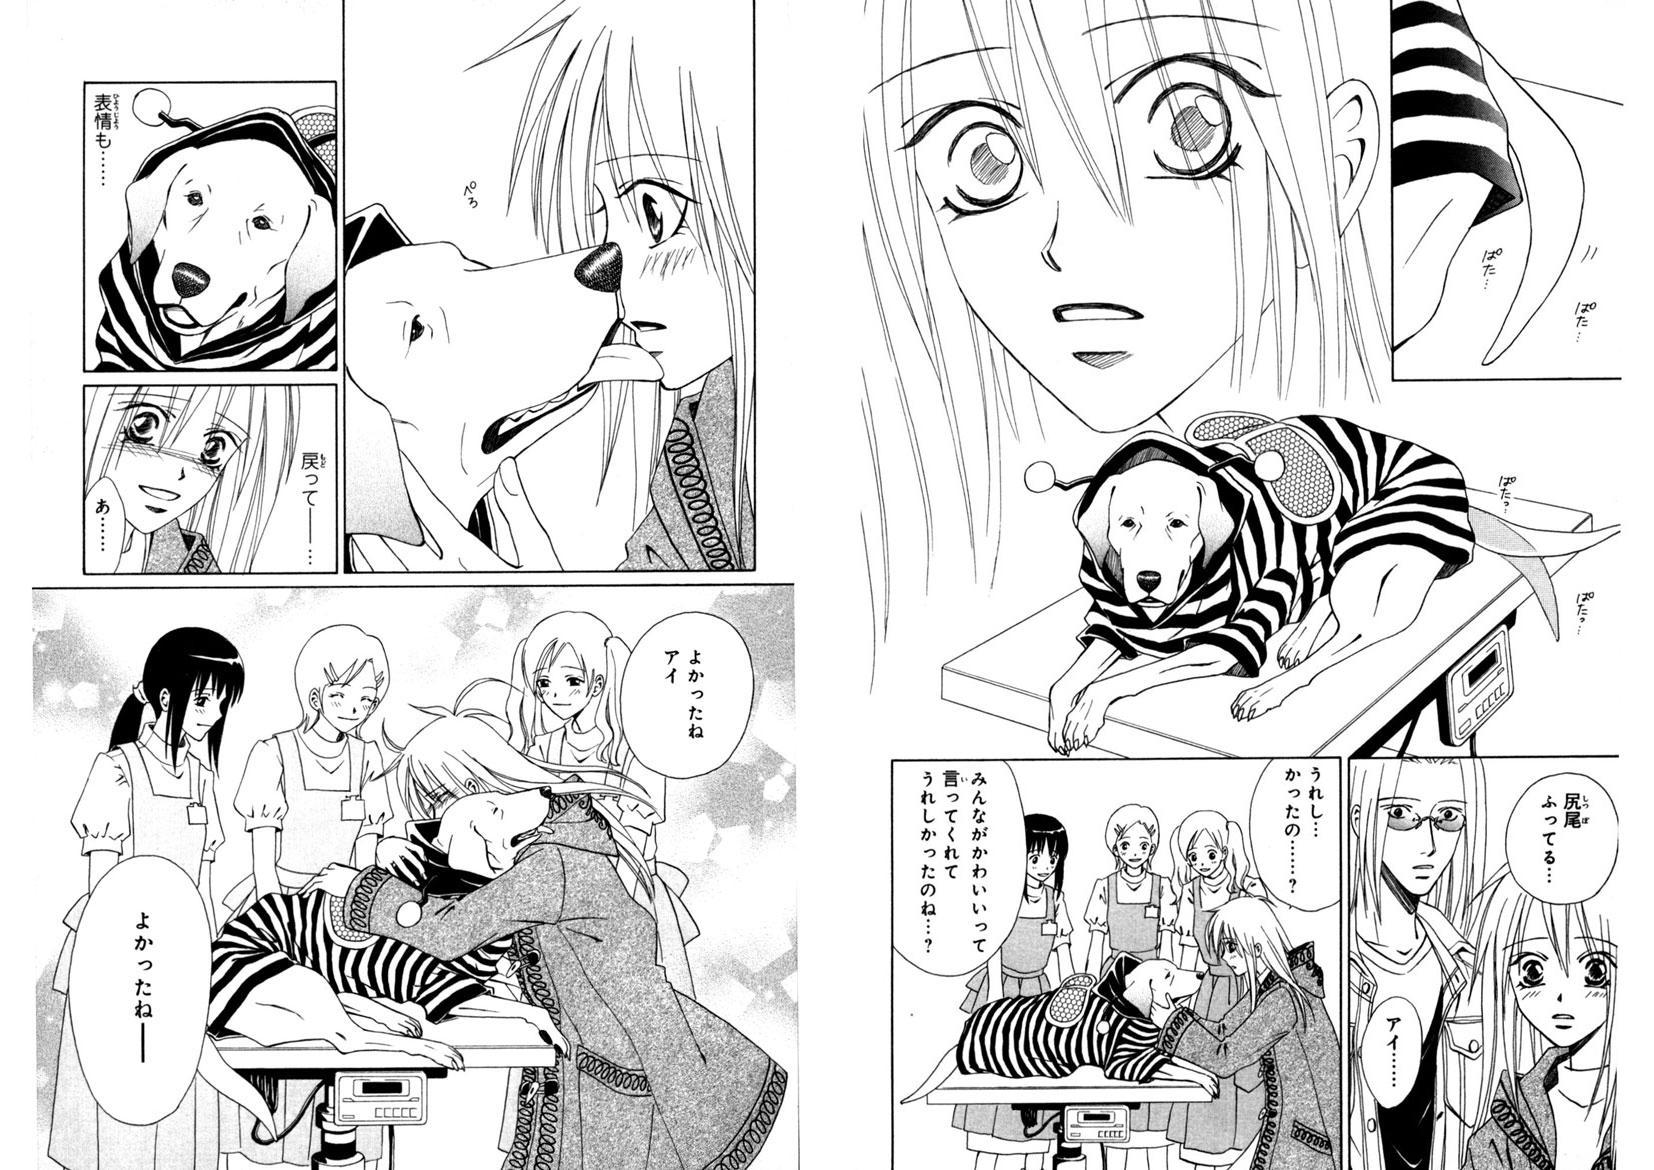 ぱた…
ぱた…
ぱたっ…
ぱたっ…
尻尾
しっぽ
ふってる…
アイ……
うれし…
かったの……?
みんながかわいいって
言ってくれて
い
うれしかったのね…?
ぺろ
表情も……
ひょうじょう
戻って――…
もど
あ……
よかったね
アイ
よかったね――